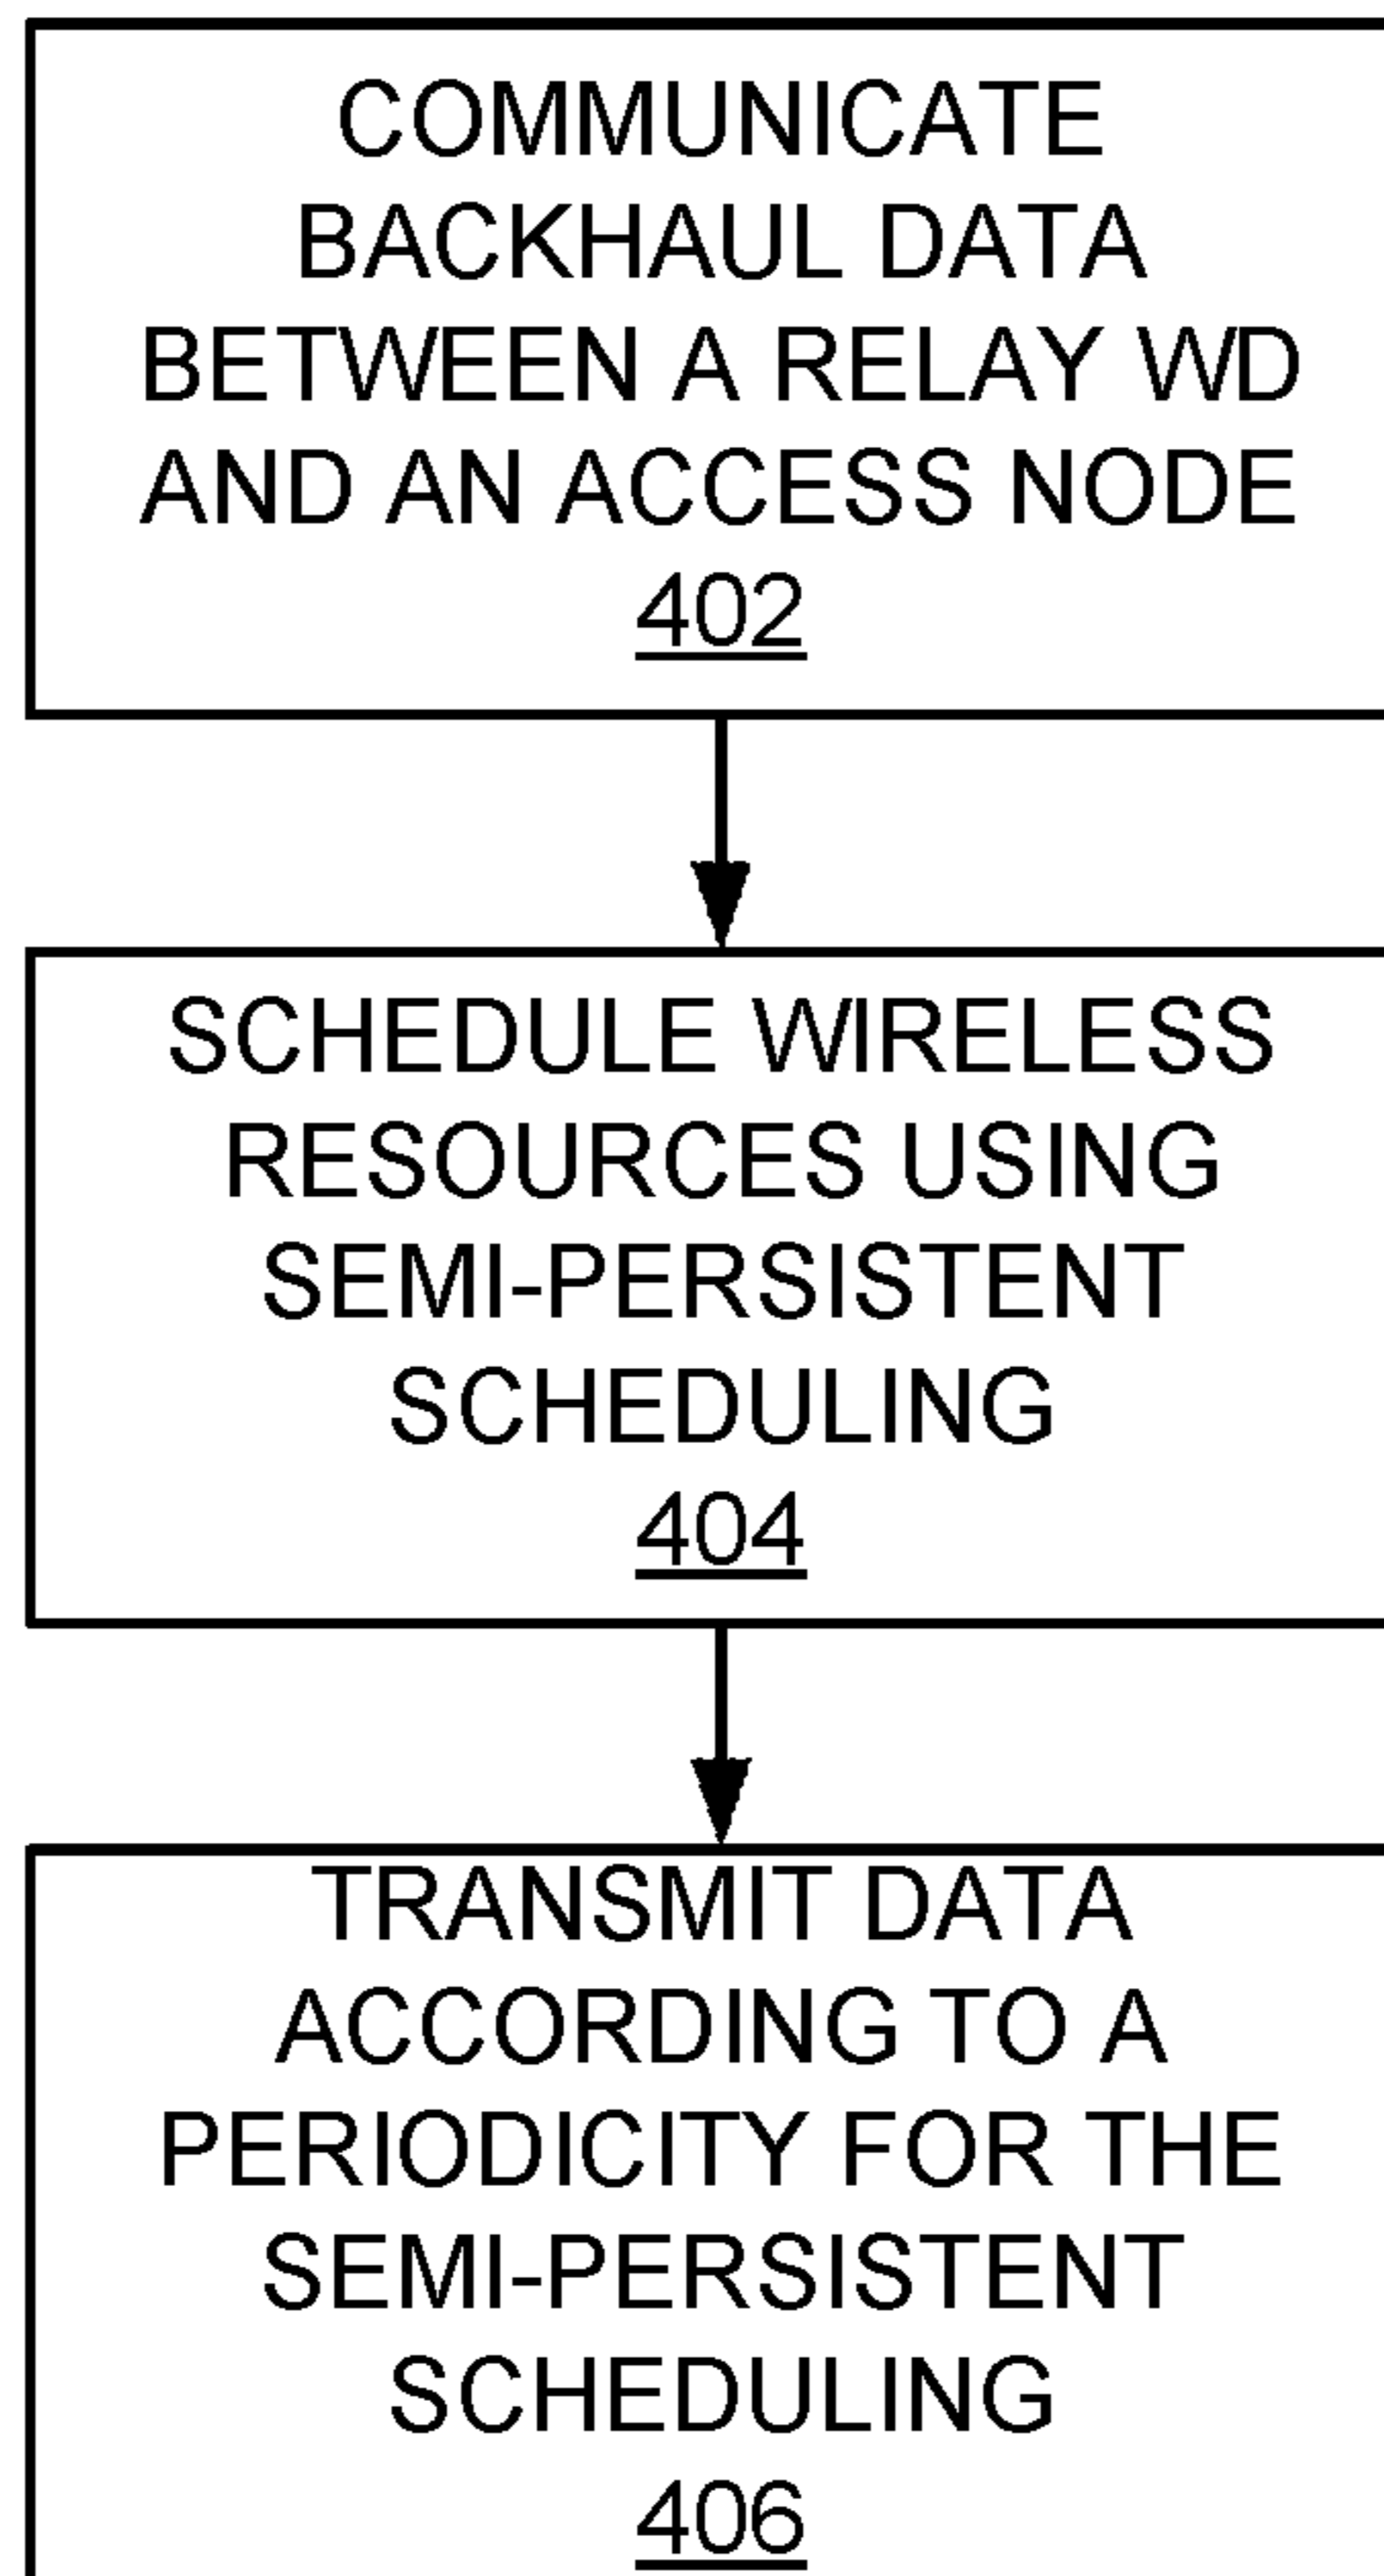 COMMUNICATE
BACKHAUL DATA
BETWEEN A RELAY WD
AND AN ACCESS NODE
402
SCHEDULE WIRELESS
RESOURCES USING
SEMI-PERSISTENT
SCHEDULING
404
TRANSMIT DATA
ACCORDING TO A
PERIODICITY FOR THE
SEMI-PERSISTENT
SCHEDULING
406